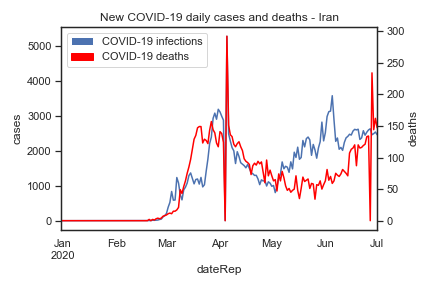 New COVID-19 daily cases and deaths - Iran
COVID-19 infections
COVID-19 deaths
cases
5000
4000
3000
2000
1000
0
deaths
300
250
200
150
100
50
0
Jan
2020
Feb
Mar
Apr
May
Jun
Jul
dateRep